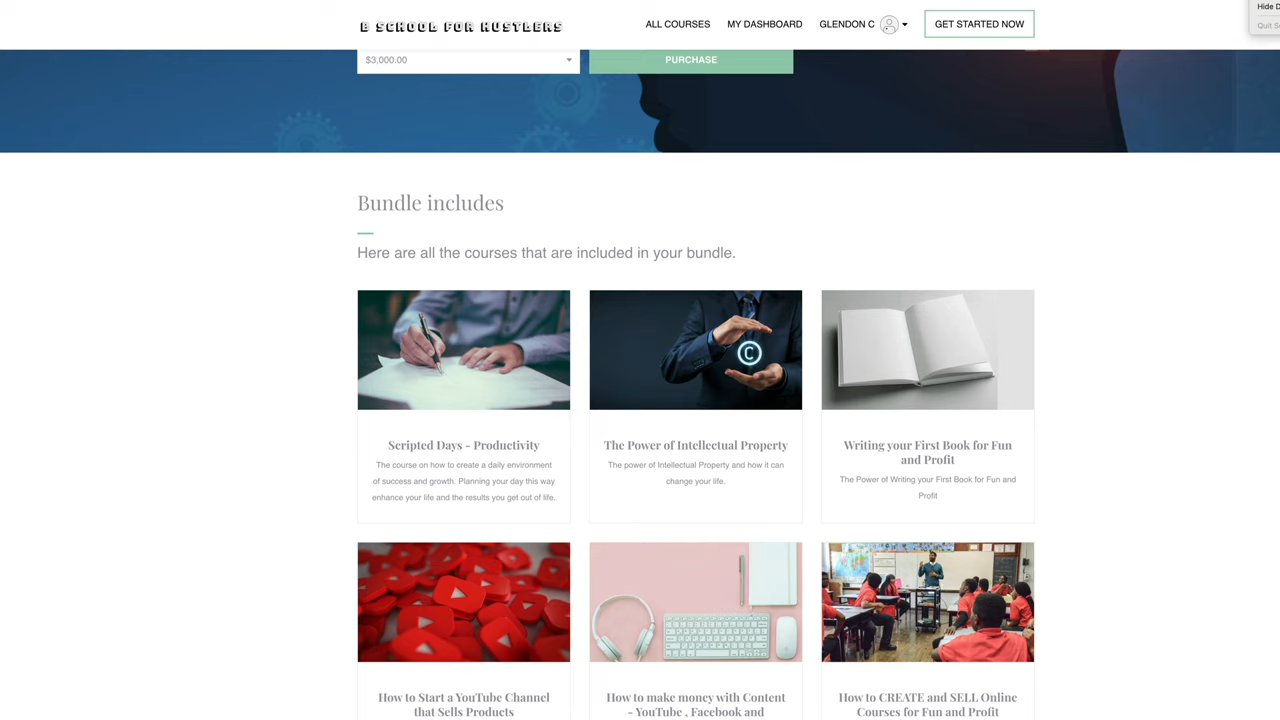 B SCHOOL FOR HUSTLERS
ALL COURSES
MY DASHBOARD
GLENDON C
GET STARTED NOW
Hide D
Quit S
$3,000.00
PURCHASE
Bundle includes
Here are all the courses that are included in your bundle.
C
Scripted Days - Productivity
The course on how to create a daily environment
of success and growth. Planning your day this way
enhance your life and the results you get out of life.
The Power of Intellectual Property
The power of Intellectual Property and how it can
change your life.
Writing your First Book for Fun
and Profit
The Power of Writing your First Book for Fun and
Profit
How to Start a YouTube Channel
that Sells Products
How to make money with Content
- YouTube , Facebook and
How to CREATE and SELL Online
Courses for Fun and Profit